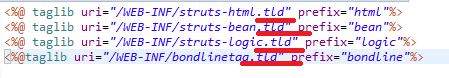 <%@ taglib uri="/WEB-INF/struts-html.tld" prefix="html"%>
<%@ taglib uri="/WEB-INF/struts-bean.tld" prefix="bean"%>
<%@ taglib uri="/WEB-INF/struts-logic.tld" prefix="logic"%>
<%@taglib uri="/WEB-INF/bondlinetag.tld" prefix="bondline"%>